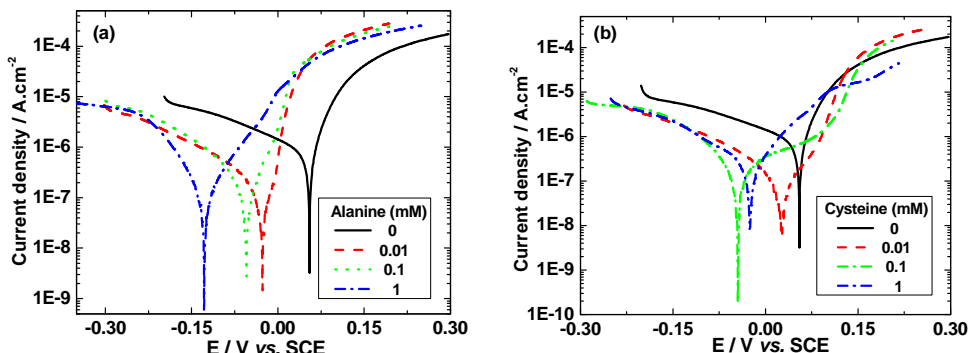 (a)
Current density / A.cm-2
1E-4
1E-5
1E-6
1E-7
1E-8
1E-9
Alanine (mM)
0
0.01
0.1
1
-0.30 -0.15 0.00 0.15 0.30
E / V vs. SCE
(b)
Current density / A.cm-2
1E-4
1E-5
1E-6
1E-7
1E-8
1E-9
1E-10
Cysteine (mM)
0
0.01
0.1
1
-0.30 -0.15 0.00 0.15 0.30
E / V vs. SCE